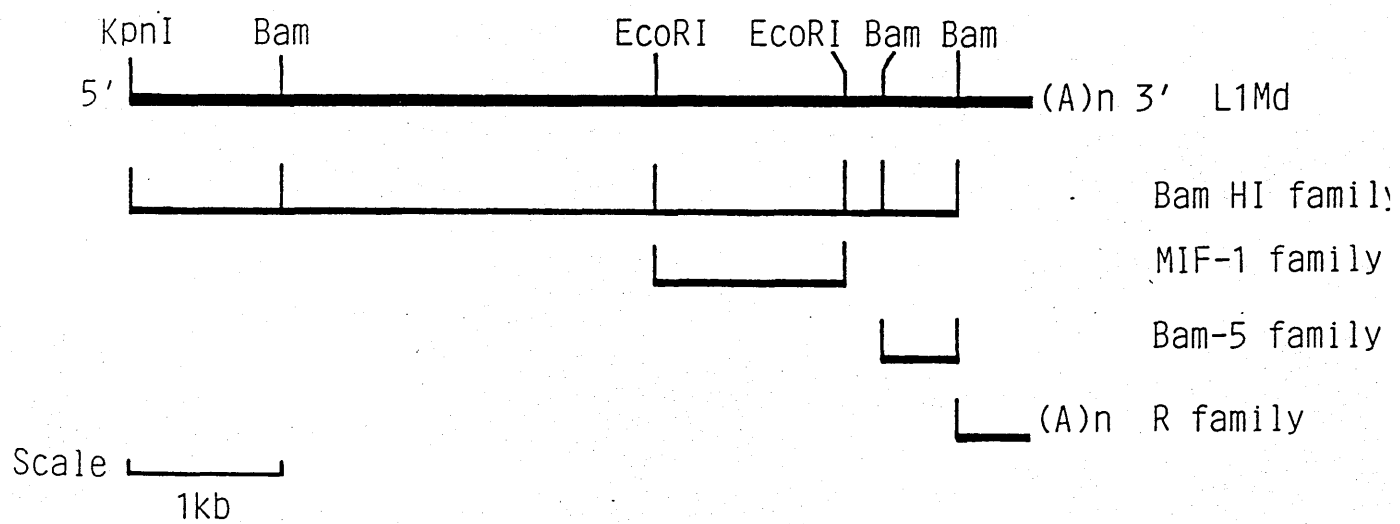 KpnI Bam EcoRI EcoRI Bam Bam
5' (A)n 3' L1Md
Bam HI family
MIF-1 family
Bam-5 family
(A)n R family
Scale
1kb